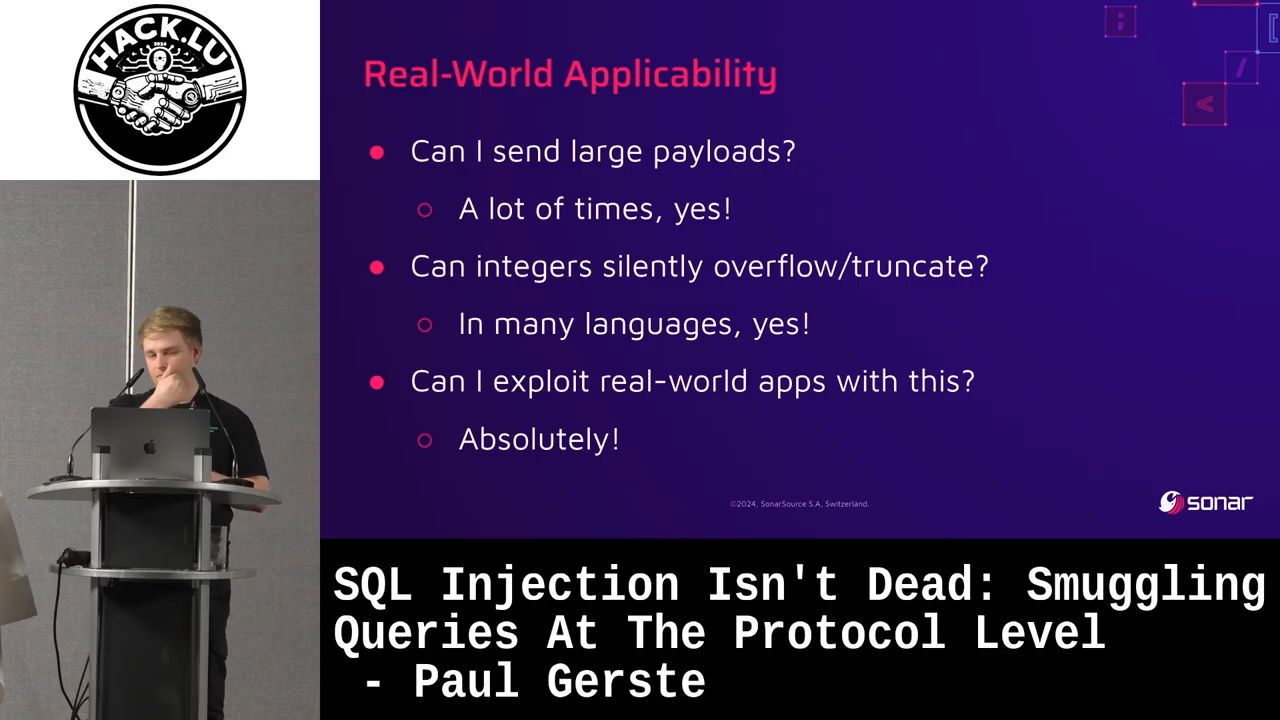 HACK.LU
2024
Real-World Applicability
● Can I send large payloads?
○ A lot of times, yes!
● Can integers silently overflow/truncate?
○ In many languages, yes!
● Can I exploit real-world apps with this?
○ Absolutely!
©2024, SonarSource S.A, Switzerland.
sonar
; [ / <
SQL Injection Isn't Dead: Smuggling
Queries At The Protocol Level
- Paul Gerste